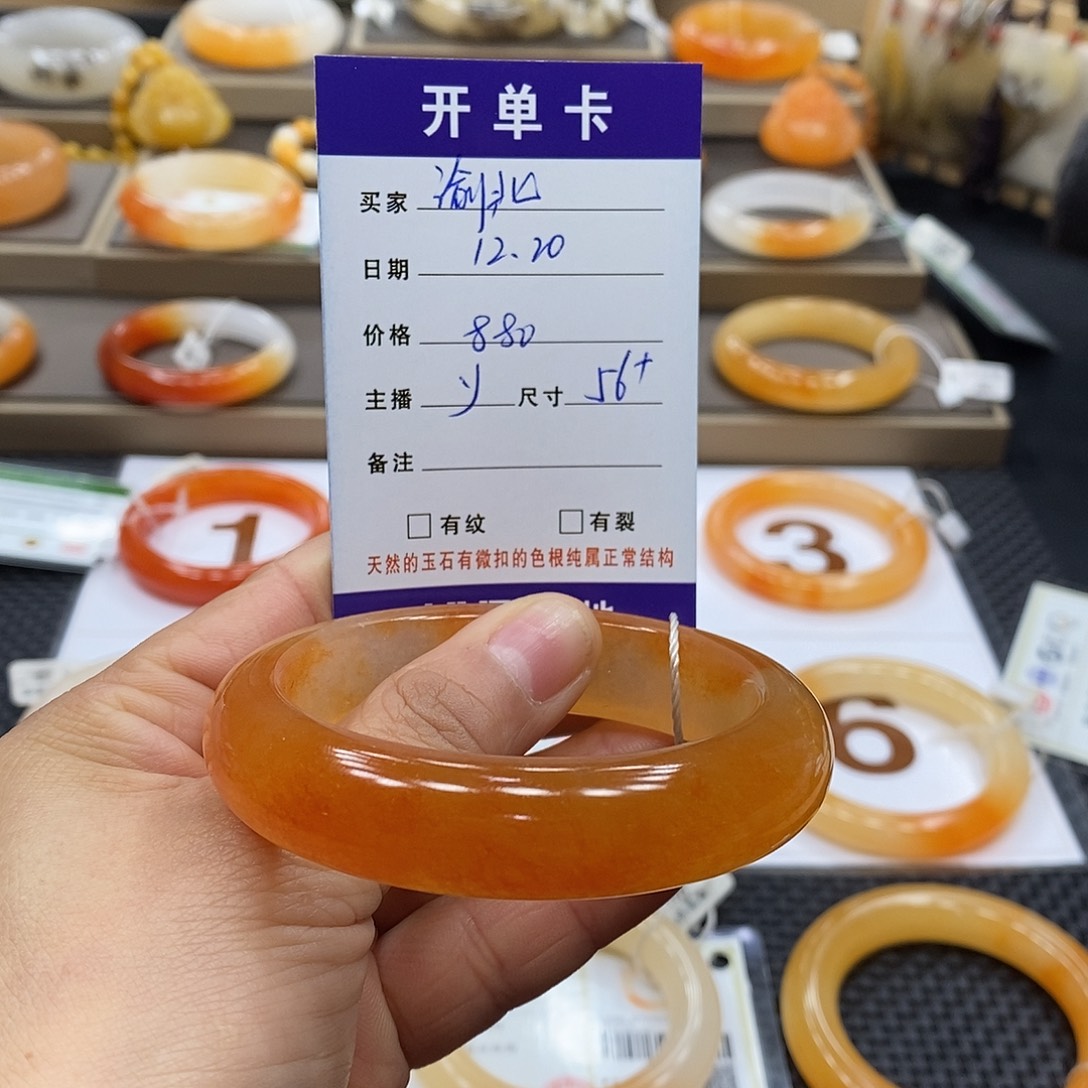 开单卡
买家 渝北
日期 12.20
价格 880
主播 尺寸 56+
备注
□有纹 □有裂
天然的玉石有微扣的色根纯属正常结构
1
3
6